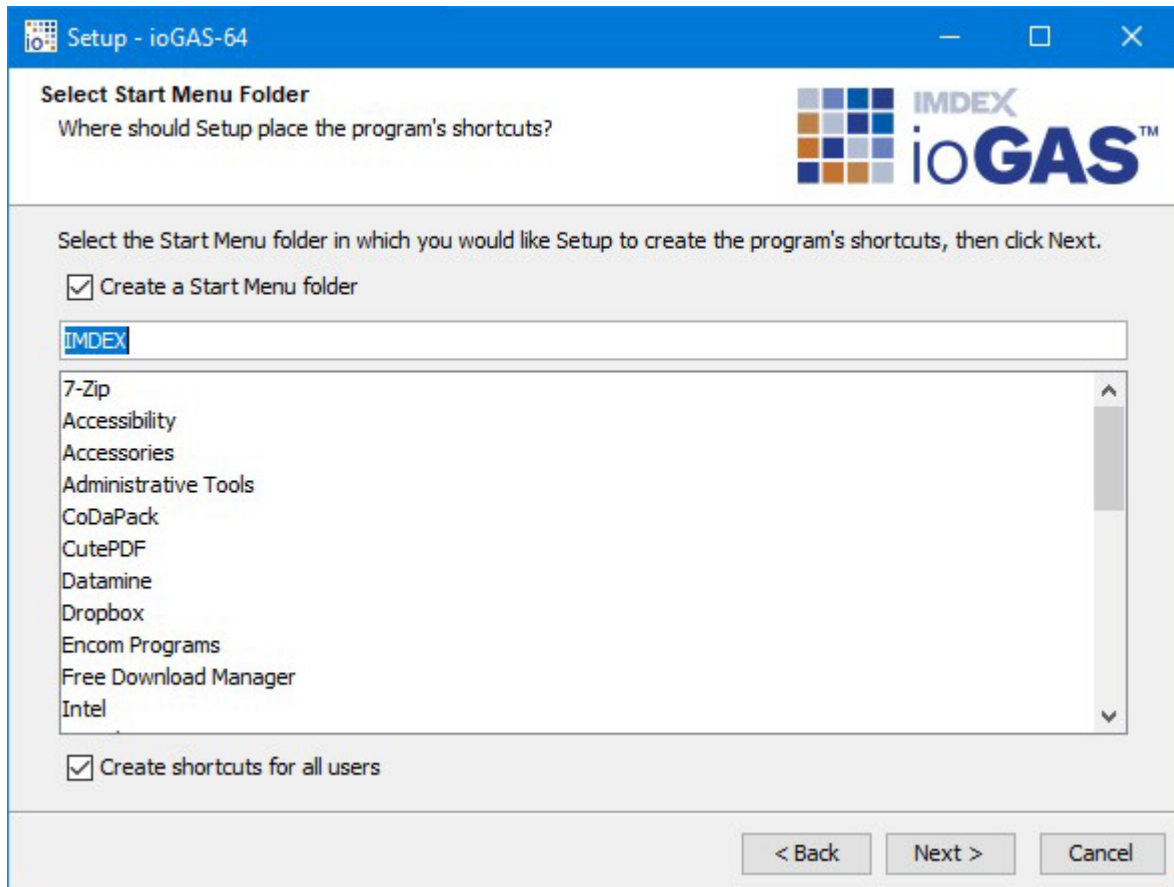 Setup - ioGAS-64
Select Start Menu Folder
Where should Setup place the program's shortcuts?
IMDEX
ioGAS™
io
Select the Start Menu folder in which you would like Setup to create the program's shortcuts, then click Next.
Create a Start Menu folder
IMDEX
7-Zip
Accessibility
Accessories
Administrative Tools
CoDaPack
CutePDF
Datamine
Dropbox
Encom Programs
Free Download Manager
Intel
Create shortcuts for all users
< Back
Next >
Cancel